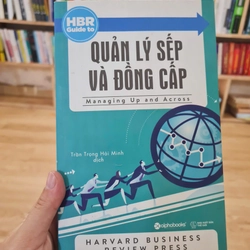 HBR
Guide to
QUẢN LÝ SẾP
VÀ ĐỒNG CẤP
Managing Up and Across
Trần Trọng Hải Minh
dịch
HARVARD BUSINESS
REVIEW PRESS
alphabooks